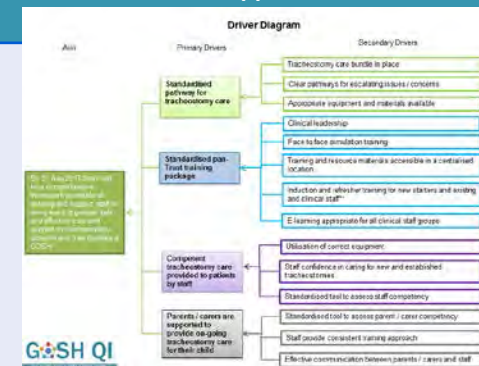 Driver Diagram
Aim
Primary Drivers
Secondary Drivers
Standardised
pathway for
tracheostomy care
Tracheostomy care bundle in place
Clear pathways for escalating issues / concerns
Appropriate equipment and materials available
Standardised pan-
Trust training
package
Clinical leadership
Face to face simulation training
Training and resource materials accessible in a centralised
location
Induction and refresher training for new starters and existing
and clinical staff
E-learning appropriate for all clinical staff groups
Competent
tracheostomy care
provided to patients
by staff
Utilisation of correct equipment
Staff confidence in caring for new and established
tracheostomies
Standardised tool to assess staff competency
Parents / carers are
supported to
provide on-going
tracheostomy care
for their child
Standardised tool to assess parent / carer competency
Staff provide consistent training approach
Effective communication between parents / carers and staff
GOSH QI